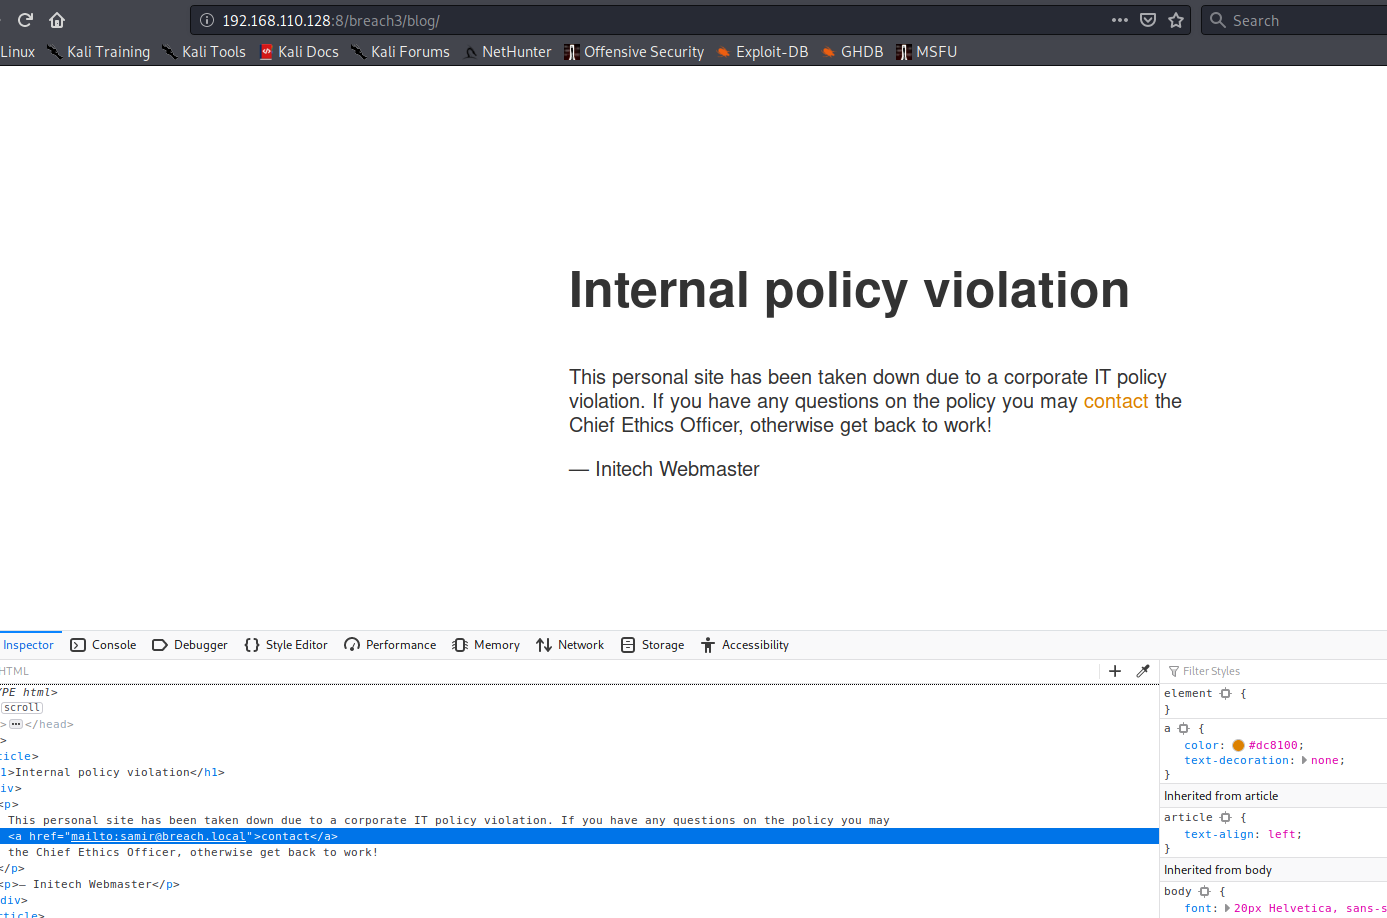 192.168.110.128:8/breach3/blog/
Search
Linux Kali Training Kali Tools Kali Docs Kali Forums NetHunter Offensive Security Exploit-DB GHDB MSFU
Internal policy violation
This personal site has been taken down due to a corporate IT policy
violation. If you have any questions on the policy you may contact the
Chief Ethics Officer, otherwise get back to work!
— Initech Webmaster
Inspector Console Debugger Style Editor Performance Memory Network Storage Accessibility
HTML
YPE html>
scroll
></head>
>
ticle>
1>Internal policy violation</h1>
iv>
<p>
This personal site has been taken down due to a corporate IT policy violation. If you have any questions on the policy you may
<a href="mailto:samir@breach.local">contact</a>
the Chief Ethics Officer, otherwise get back to work!
</p>
<p>— Initech Webmaster</p>
div>
rticle>
Filter Styles
element {
}
a {
color: #dc8100;
text-decoration: none;
}
Inherited from article
article {
text-align: left;
}
Inherited from body
body {
font: 20px Helvetica, sans-s